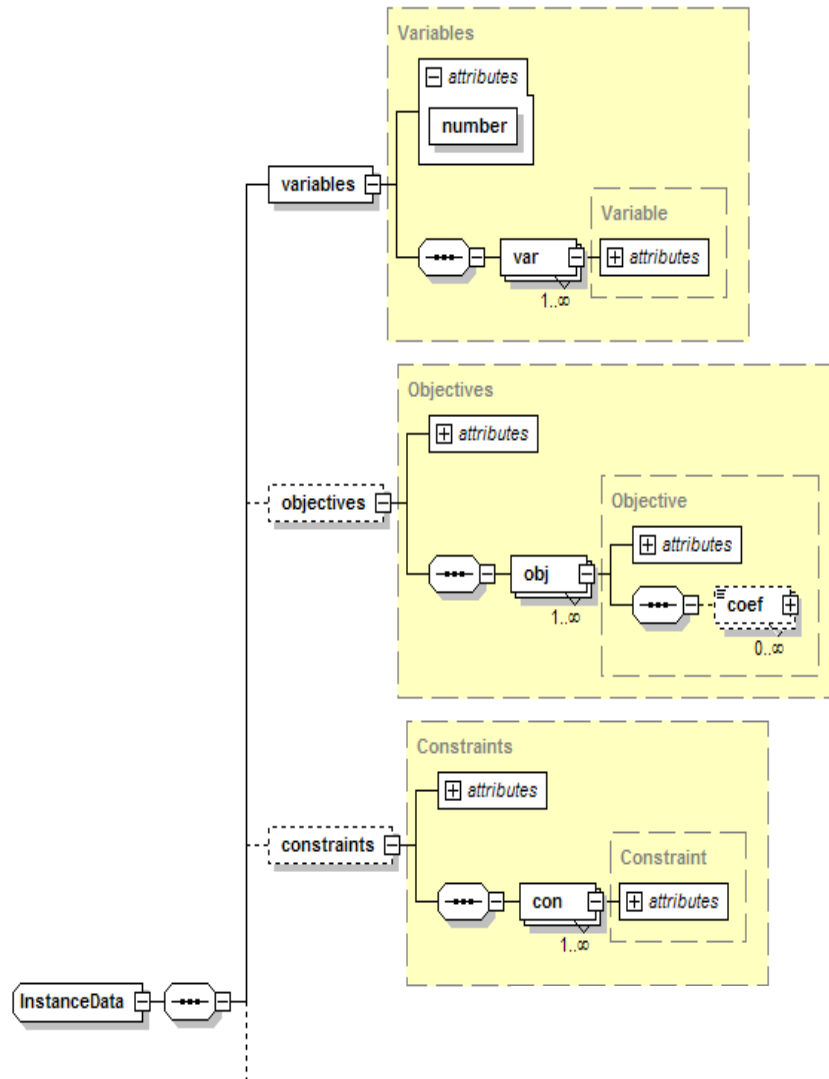 Variables
attributes
number
variables
Variable
var
attributes
1..∞
Objectives
attributes
objectives
Objective
attributes
obj
coef
1..∞
0..∞
Constraints
attributes
constraints
Constraint
con
attributes
1..∞
InstanceData